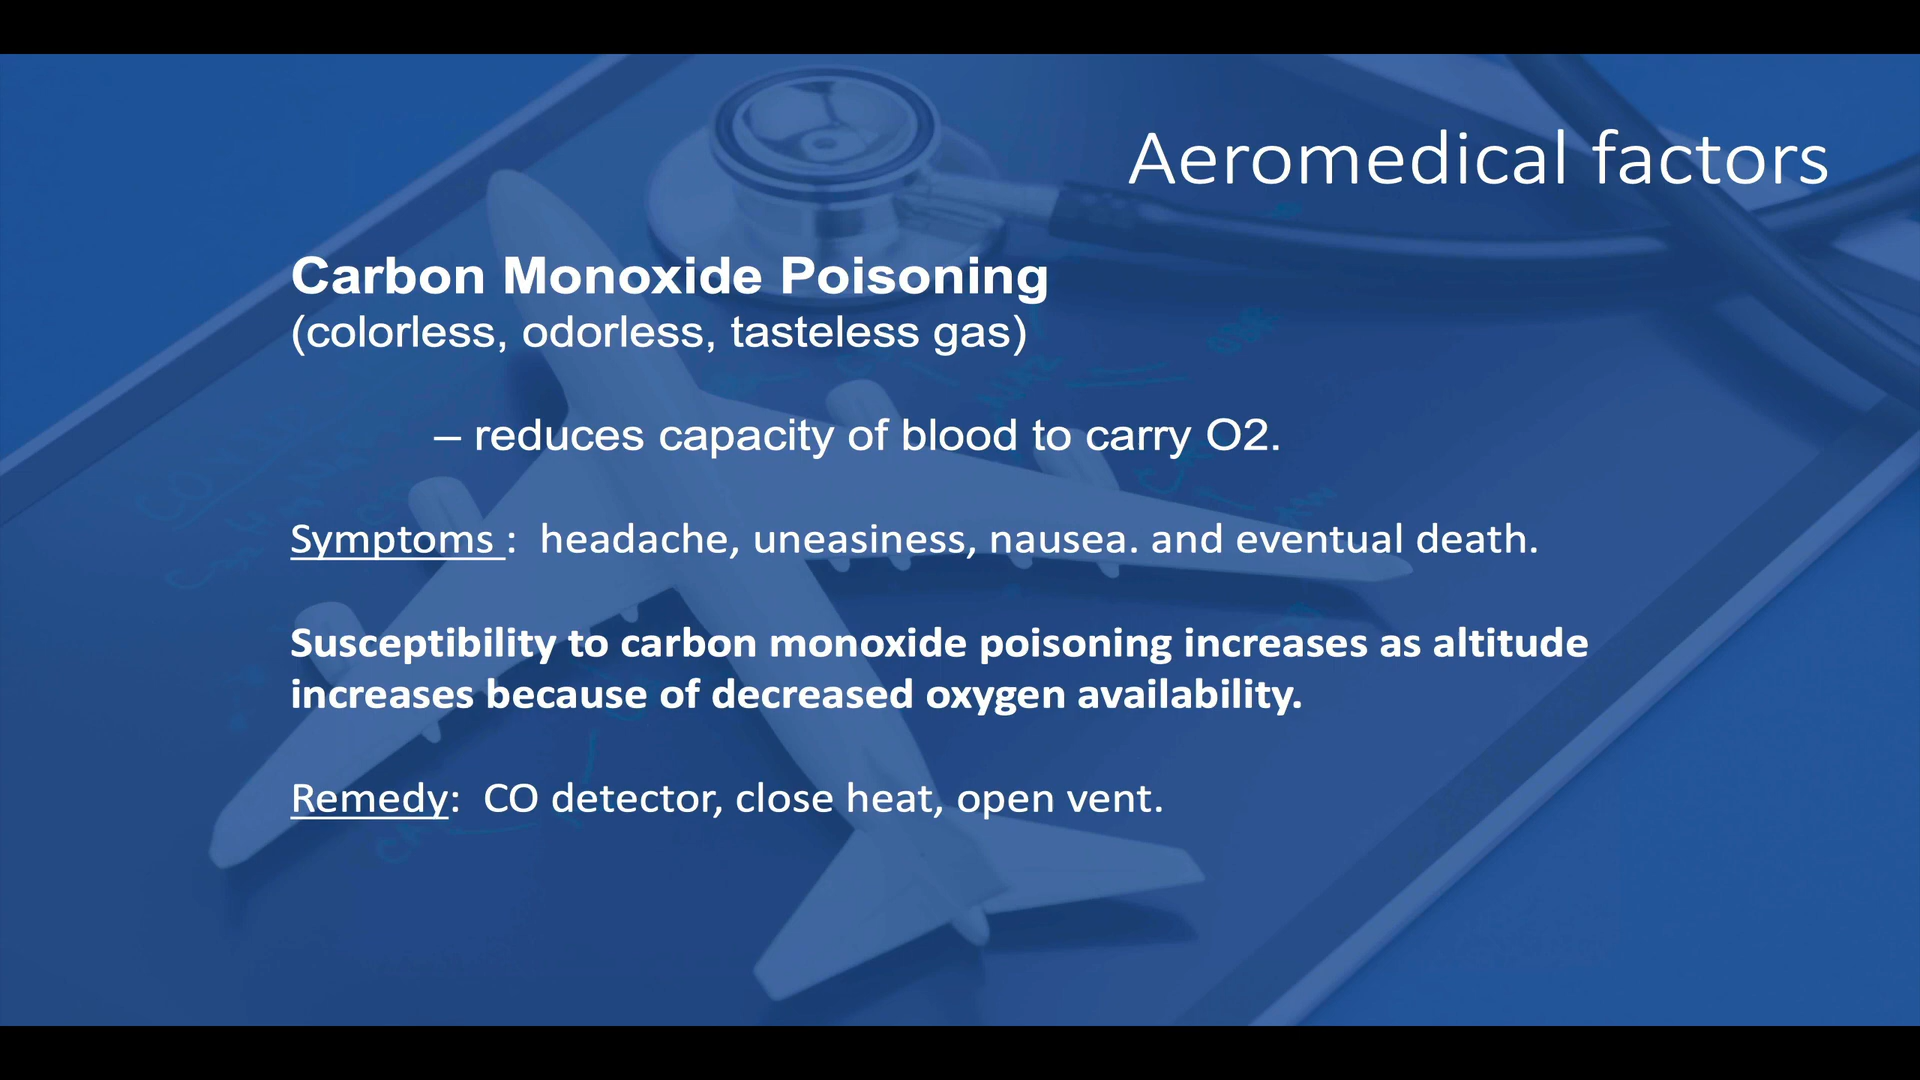 Aeromedical factors
Carbon Monoxide Poisoning
(colorless, odorless, tasteless gas)
– reduces capacity of blood to carry O2.
Symptoms : headache, uneasiness, nausea. and eventual death.
Susceptibility to carbon monoxide poisoning increases as altitude
increases because of decreased oxygen availability.
Remedy: CO detector, close heat, open vent.